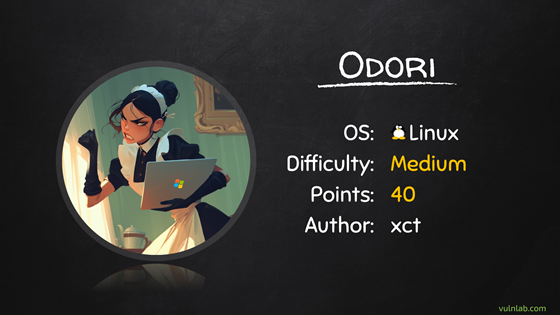 ODORI
OS: Linux
Difficulty: Medium
Points: 40
Author: xct
vulnlab.com